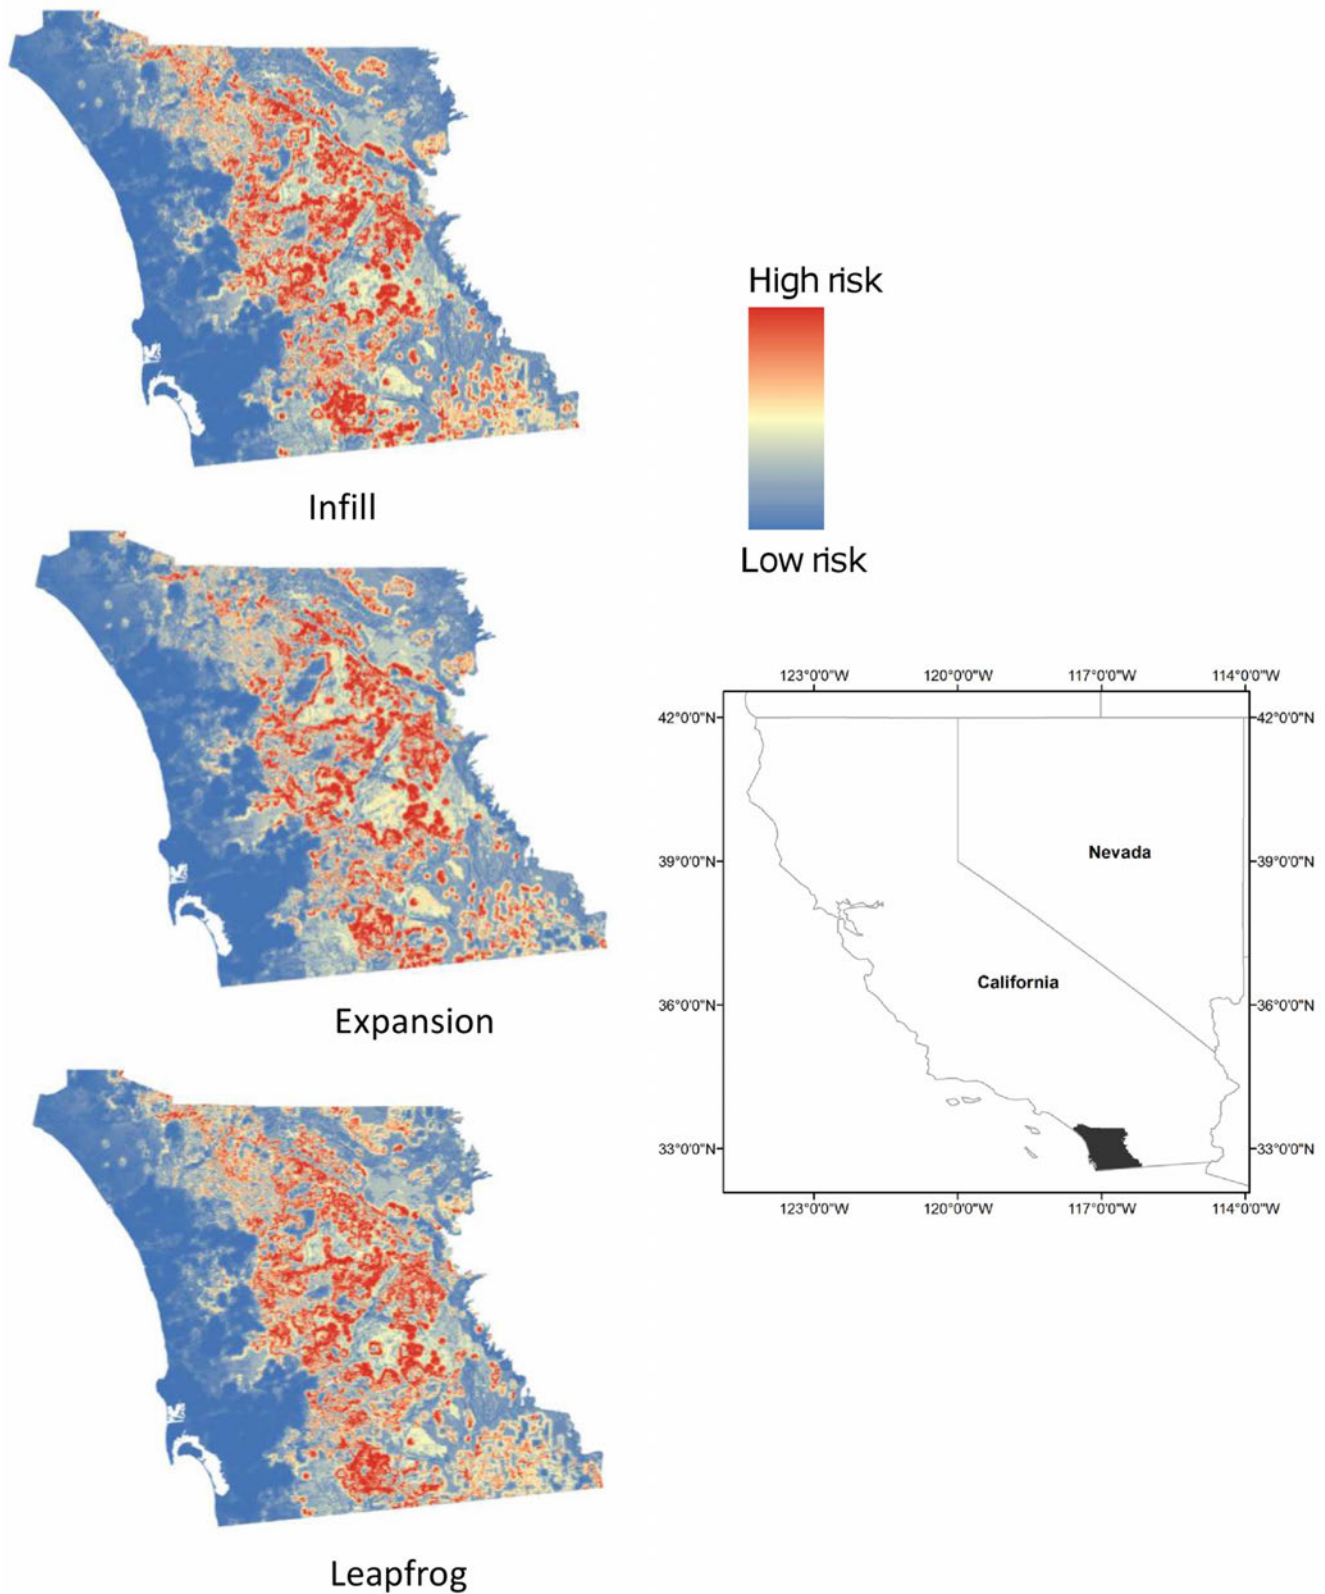 High risk
Low risk
Infill
Expansion
Leapfrog
123°0'0"W 120°0'0"W 117°0'0"W 114°0'0"W
42°0'0"N 42°0'0"N
39°0'0"N Nevada 39°0'0"N
36°0'0"N California 36°0'0"N
33°0'0"N 33°0'0"N
123°0'0"W 120°0'0"W 117°0'0"W 114°0'0"W